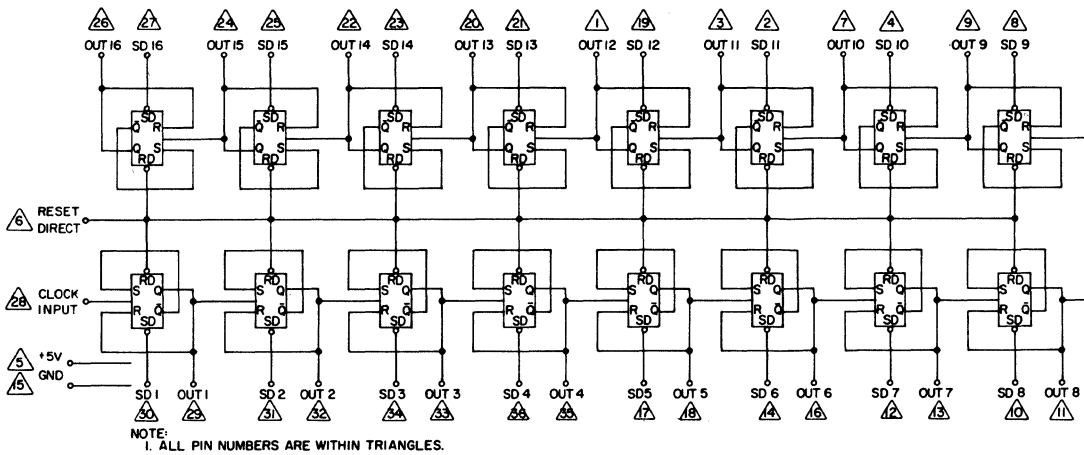 26 27 24 25 22 23 20 21 1 19 3 2 7 4 9 8
OUT 16 SD 16 OUT 15 SD 15 OUT 14 SD 14 OUT 13 SD 13 OUT 12 SD 12 OUT 11 SD 11 OUT 10 SD 10 OUT 9 SD 9
SD SD SD SD SD SD SD SD
Q̅ R Q̅ R Q̅ R Q̅ R Q̅ R Q̅ R Q̅ R Q̅ R
Q S Q S Q S Q S Q S Q S Q S Q S
RD RD RD RD RD RD RD RD
6 RESET
DIRECT
RD RD RD RD RD RD RD RD
S Q S Q S Q S Q S Q S Q S Q S Q
28 CLOCK
INPUT
R Q̅ R Q̅ R Q̅ R Q̅ R Q̅ R Q̅ R Q̅ R Q̅
SD SD SD SD SD SD SD SD
5 +5V
15 GND
SD 1 OUT 1 SD 2 OUT 2 SD 3 OUT 3 SD 4 OUT 4 SD 5 OUT 5 SD 6 OUT 6 SD 7 OUT 7 SD 8 OUT 8
30 29 31 32 34 33 36 35 17 18 14 16 12 13 10 11
NOTE:
1. ALL PIN NUMBERS ARE WITHIN TRIANGLES.